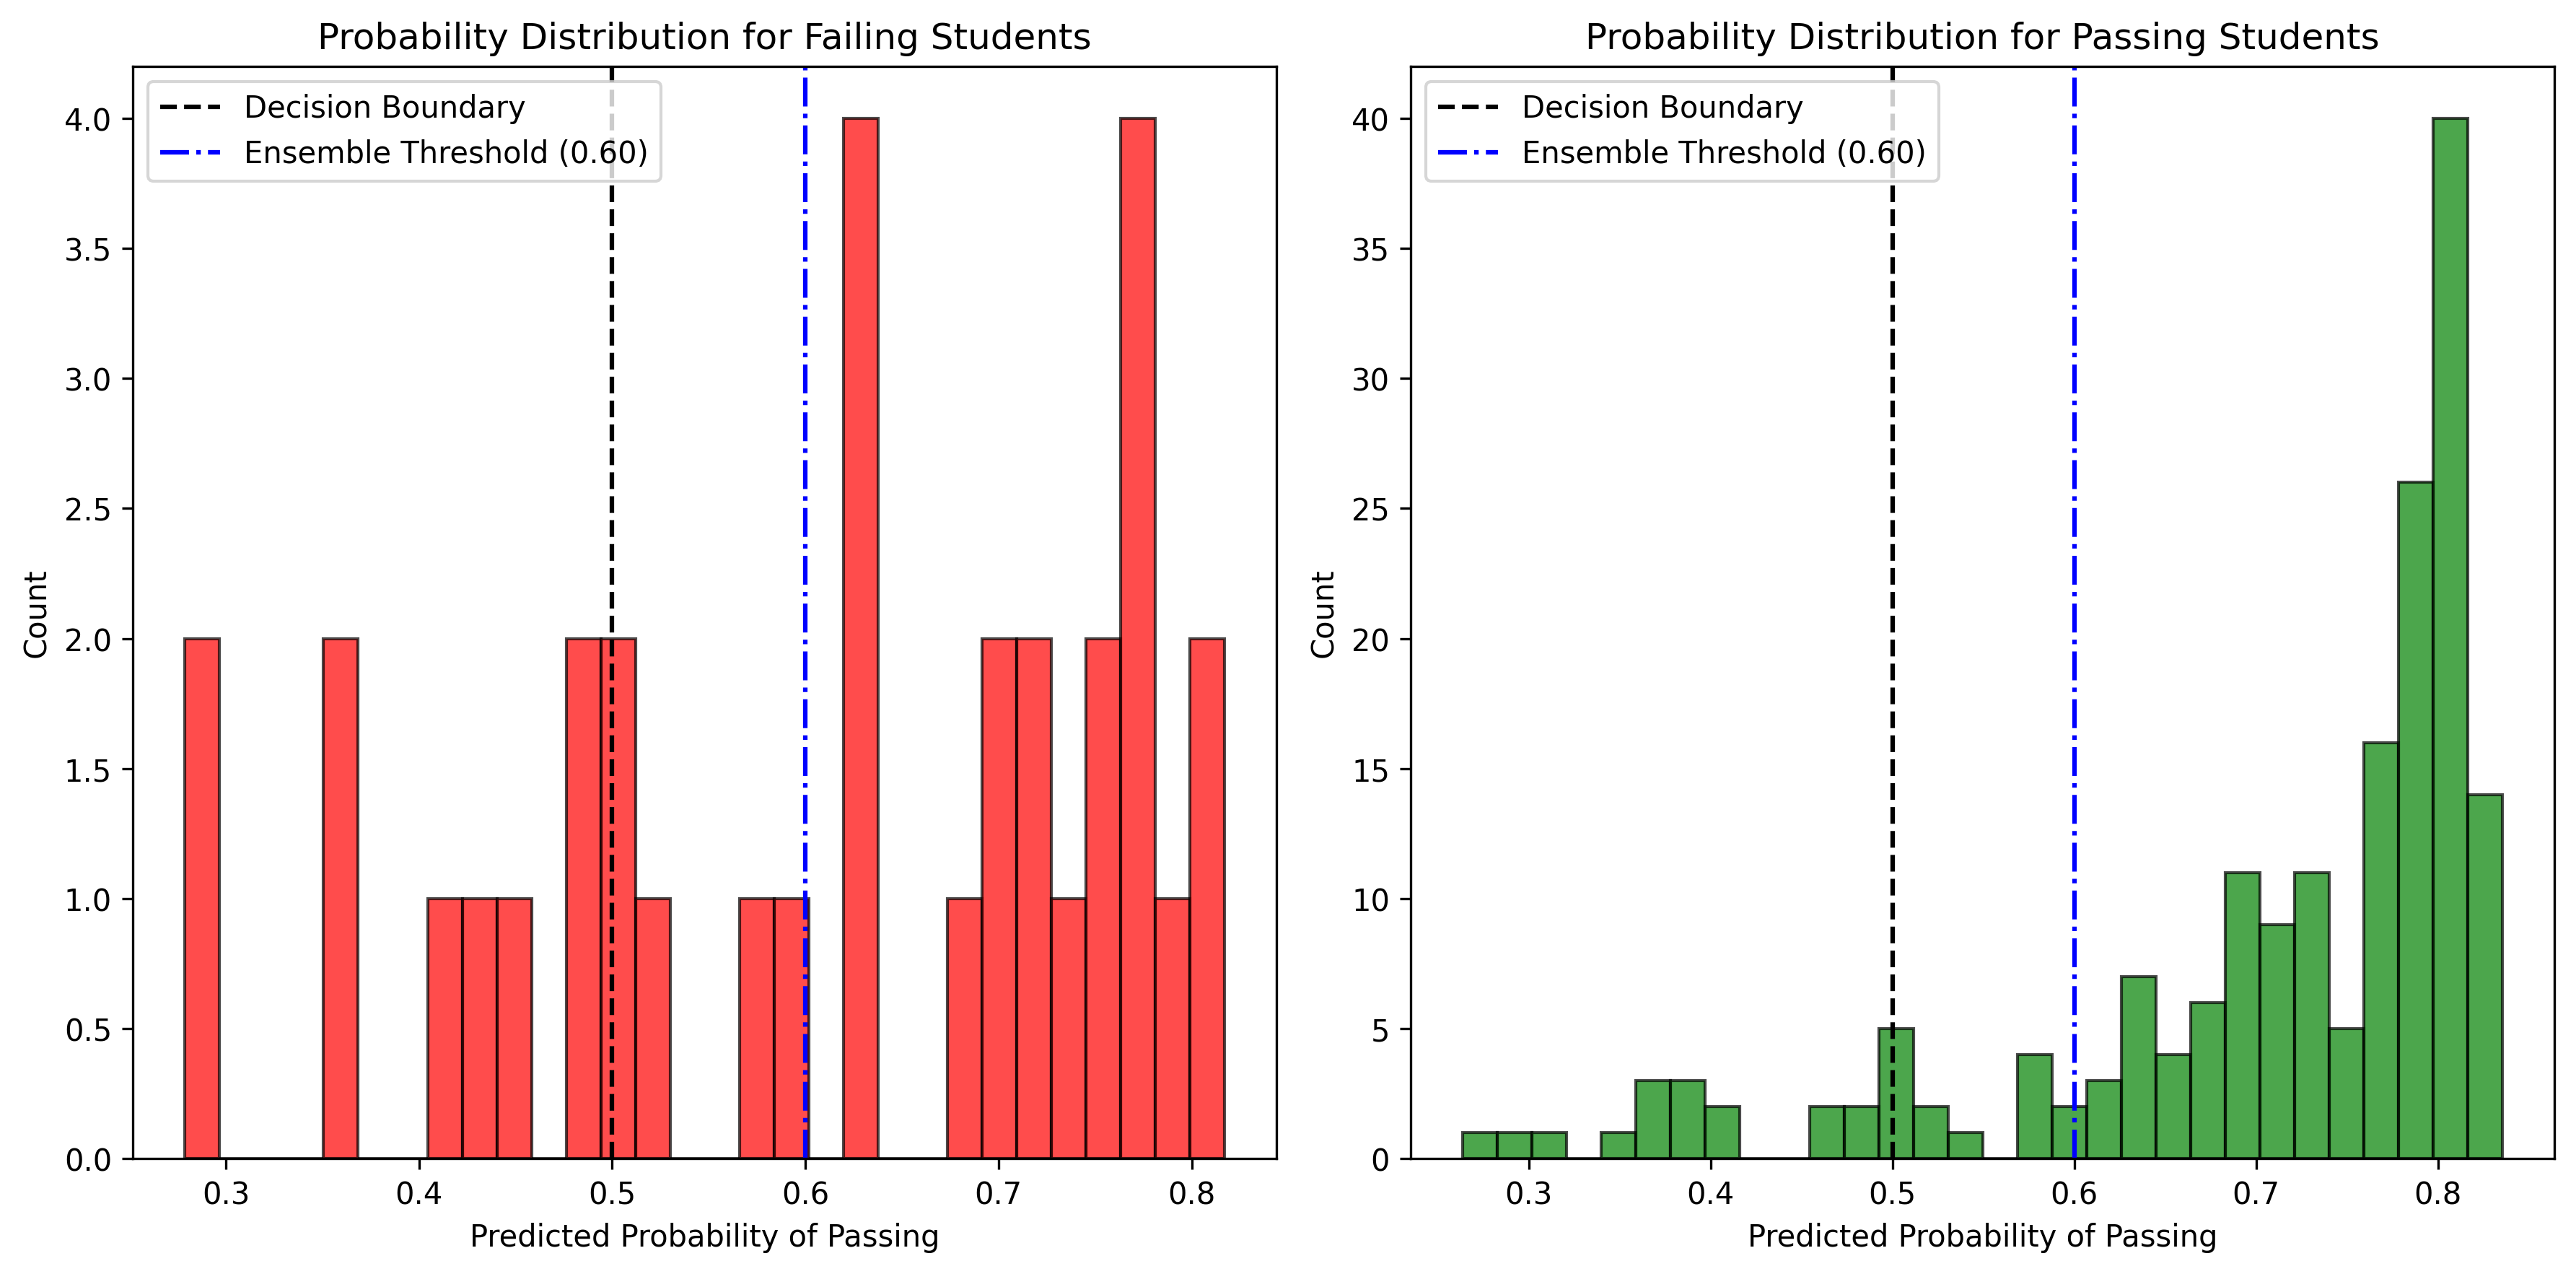 Probability Distribution for Failing Students
Decision Boundary
Ensemble Threshold (0.60)
4.0
3.5
3.0
2.5
2.0
1.5
1.0
0.5
0.0
Count
0.3 0.4 0.5 0.6 0.7 0.8
Predicted Probability of Passing
Probability Distribution for Passing Students
Decision Boundary
Ensemble Threshold (0.60)
40
35
30
25
20
15
10
5
0
Count
0.3 0.4 0.5 0.6 0.7 0.8
Predicted Probability of Passing